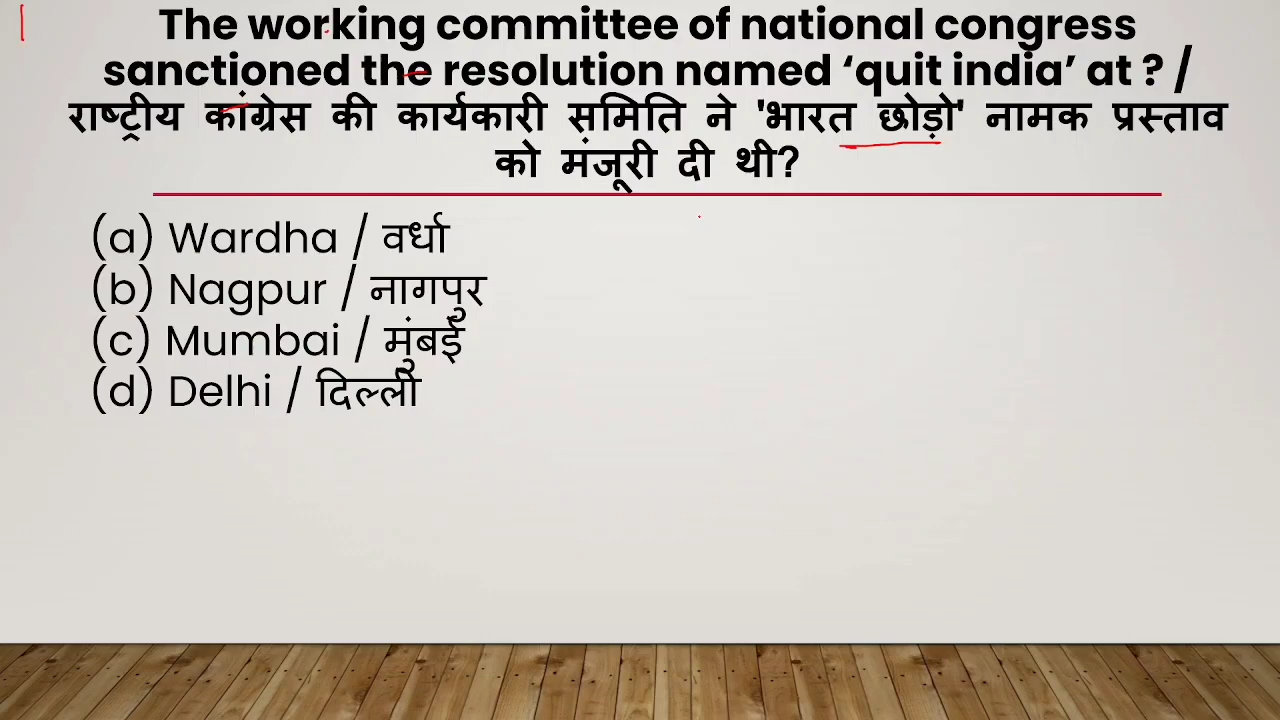 The working committee of national congress
sanctioned the resolution named ‘quit india’ at ? /
राष्ट्रीय कांग्रेस की कार्यकारी समिति ने 'भारत छोड़ो' नामक प्रस्ताव
को मंजूरी दी थी?
(a) Wardha / वर्धा
(b) Nagpur / नागपुर
(c) Mumbai / मुंबई
(d) Delhi / दिल्ली